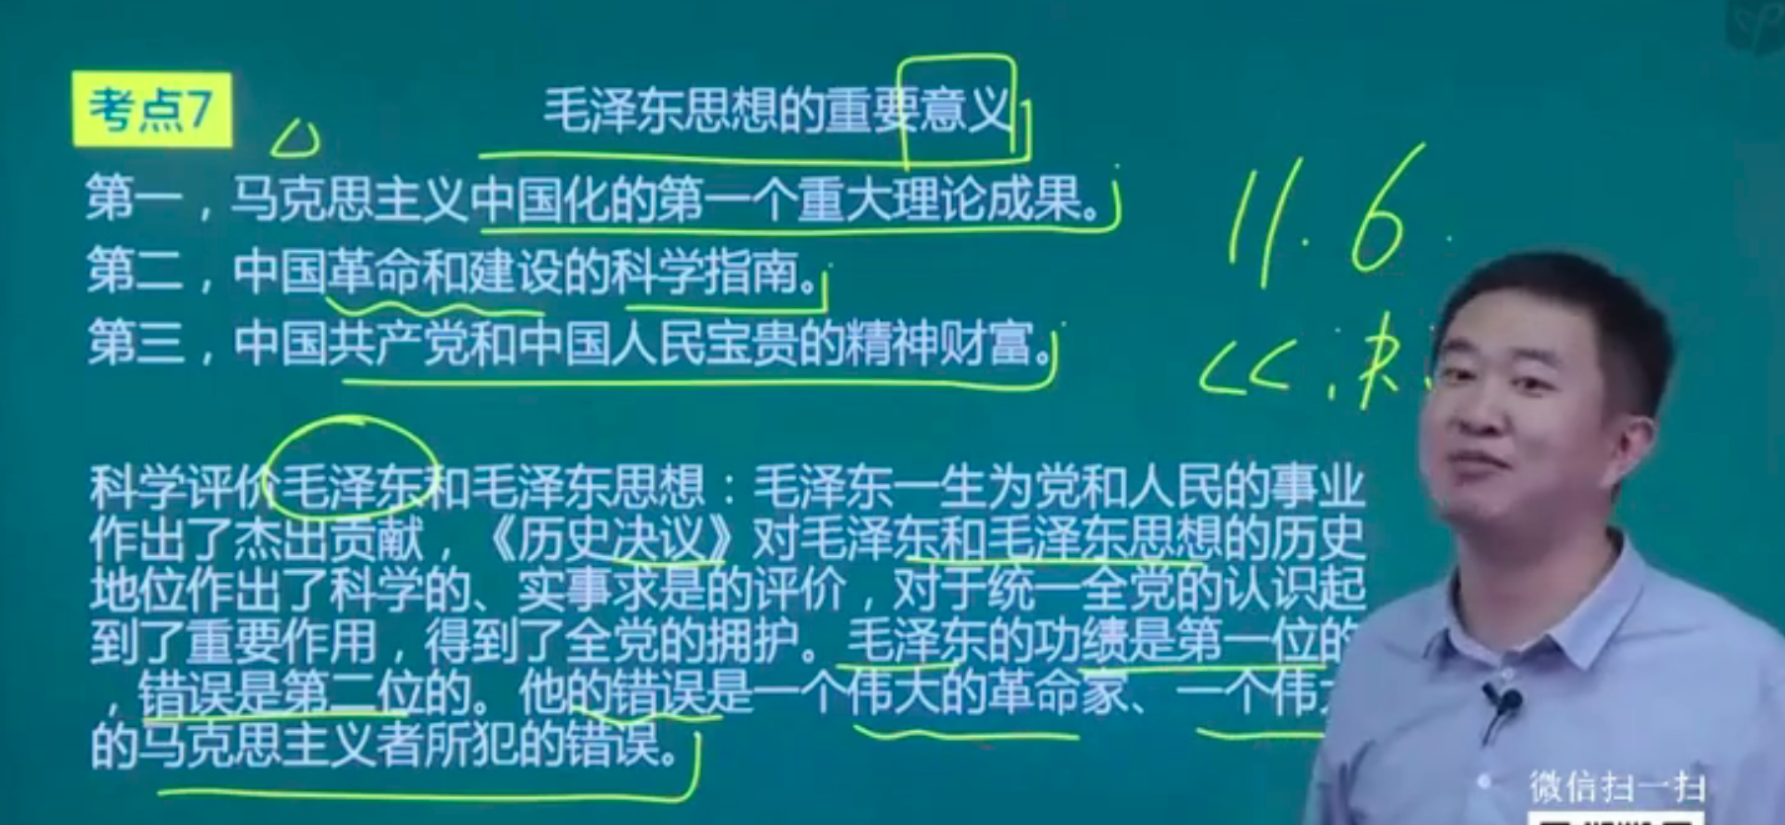 考点7
毛泽东思想的重要意义
第一，马克思主义中国化的第一个重大理论成果。
第二，中国革命和建设的科学指南。
第三，中国共产党和中国人民宝贵的精神财富。
11.6.
科学评价毛泽东和毛泽东思想：毛泽东一生为党和人民的事业
作出了杰出贡献，《历史决议》对毛泽东和毛泽东思想的历史
地位作出了科学的、实事求是的评价，对于统一全党的认识起
到了重要作用，得到了全党的拥护。毛泽东的功绩是第一位的
，错误是第二位的。他的错误是一个伟大的革命家、一个伟大
的马克思主义者所犯的错误。
微信扫一扫